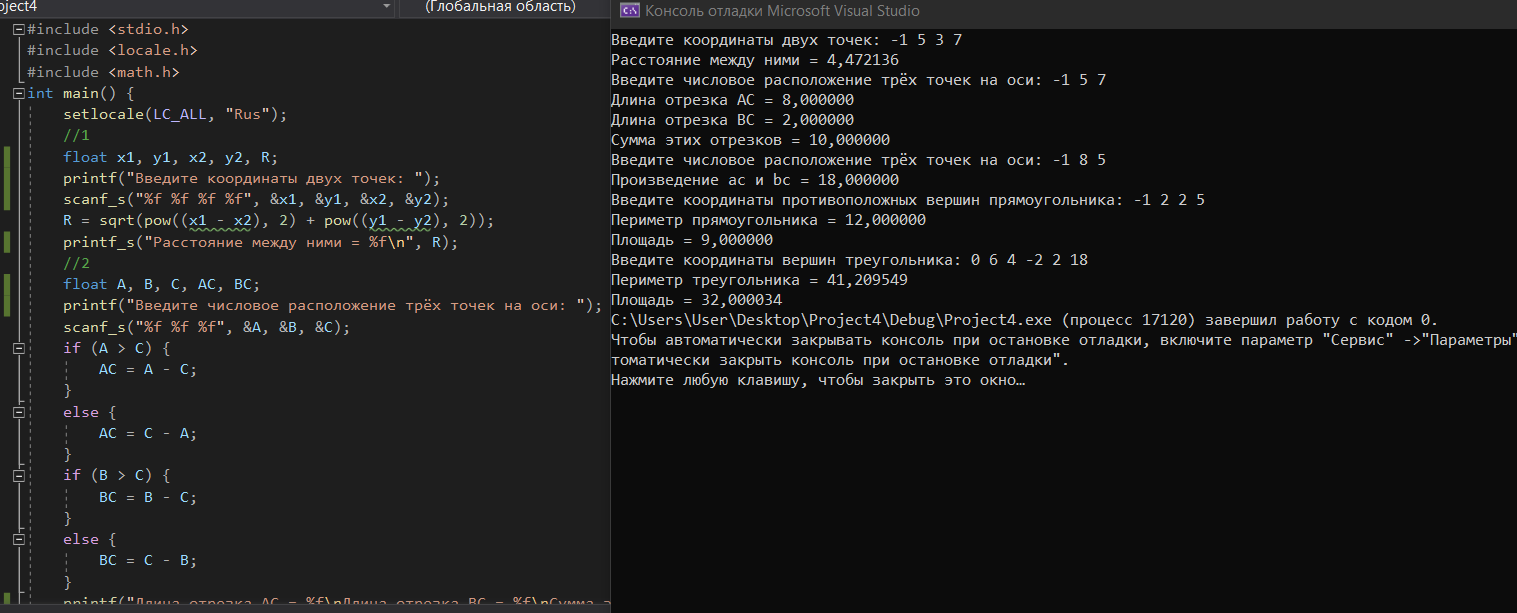 oject4
(Глобальная область)
#include <stdio.h>
#include <locale.h>
#include <math.h>
int main() {
setlocale(LC_ALL, "Rus");
//1
float x1, y1, x2, y2, R;
printf("Введите координаты двух точек: ");
scanf_s("%f %f %f %f", &x1, &y1, &x2, &y2);
R = sqrt(pow((x1 - x2), 2) + pow((y1 - y2), 2));
printf_s("Расстояние между ними = %f\n", R);
//2
float A, B, C, AC, BC;
printf("Введите числовое расположение трёх точек на оси: ");
scanf_s("%f %f %f", &A, &B, &C);
if (A > C) {
AC = A - C;
}
else {
AC = C - A;
}
if (B > C) {
BC = B - C;
}
else {
BC = C - B;
}
printf("Длина отрезка AC = %f\nДлина отрезка BC = %f\nСумма э
Консоль отладки Microsoft Visual Studio
Введите координаты двух точек: -1 5 3 7
Расстояние между ними = 4,472136
Введите числовое расположение трёх точек на оси: -1 5 7
Длина отрезка AC = 8,000000
Длина отрезка BC = 2,000000
Сумма этих отрезков = 10,000000
Введите числовое расположение трёх точек на оси: -1 8 5
Произведение ac и bc = 18,000000
Введите координаты противоположных вершин прямоугольника: -1 2 2 5
Периметр прямоугольника = 12,000000
Площадь = 9,000000
Введите координаты вершин треугольника: 0 6 4 -2 2 18
Периметр треугольника = 41,209549
Площадь = 32,000034
C:\Users\User\Desktop\Project4\Debug\Project4.exe (процесс 17120) завершил работу с кодом 0.
Чтобы автоматически закрывать консоль при остановке отладки, включите параметр "Сервис" ->"Параметры"
томатически закрыть консоль при остановке отладки".
Нажмите любую клавишу, чтобы закрыть это окно…